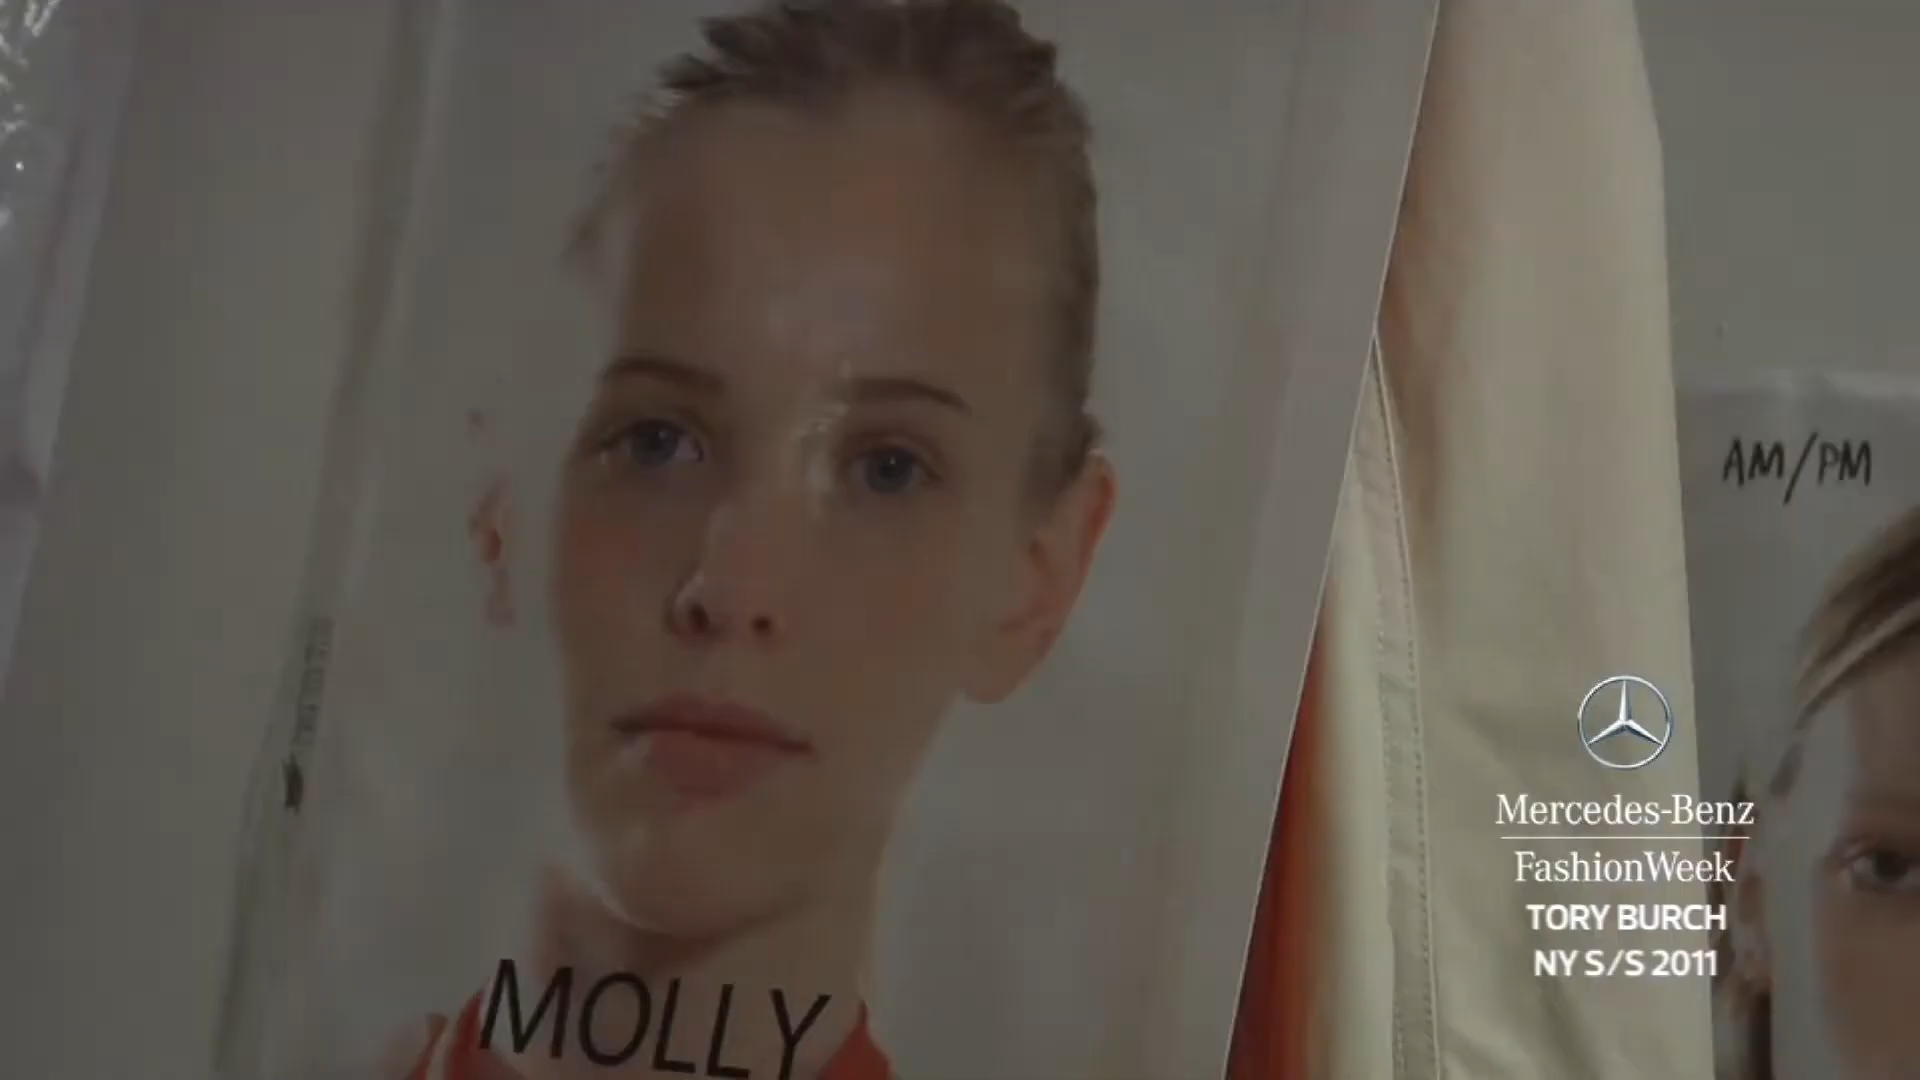 MOLLY
AM/PM
Mercedes-Benz
FashionWeek
TORY BURCH
NY S/S 2011